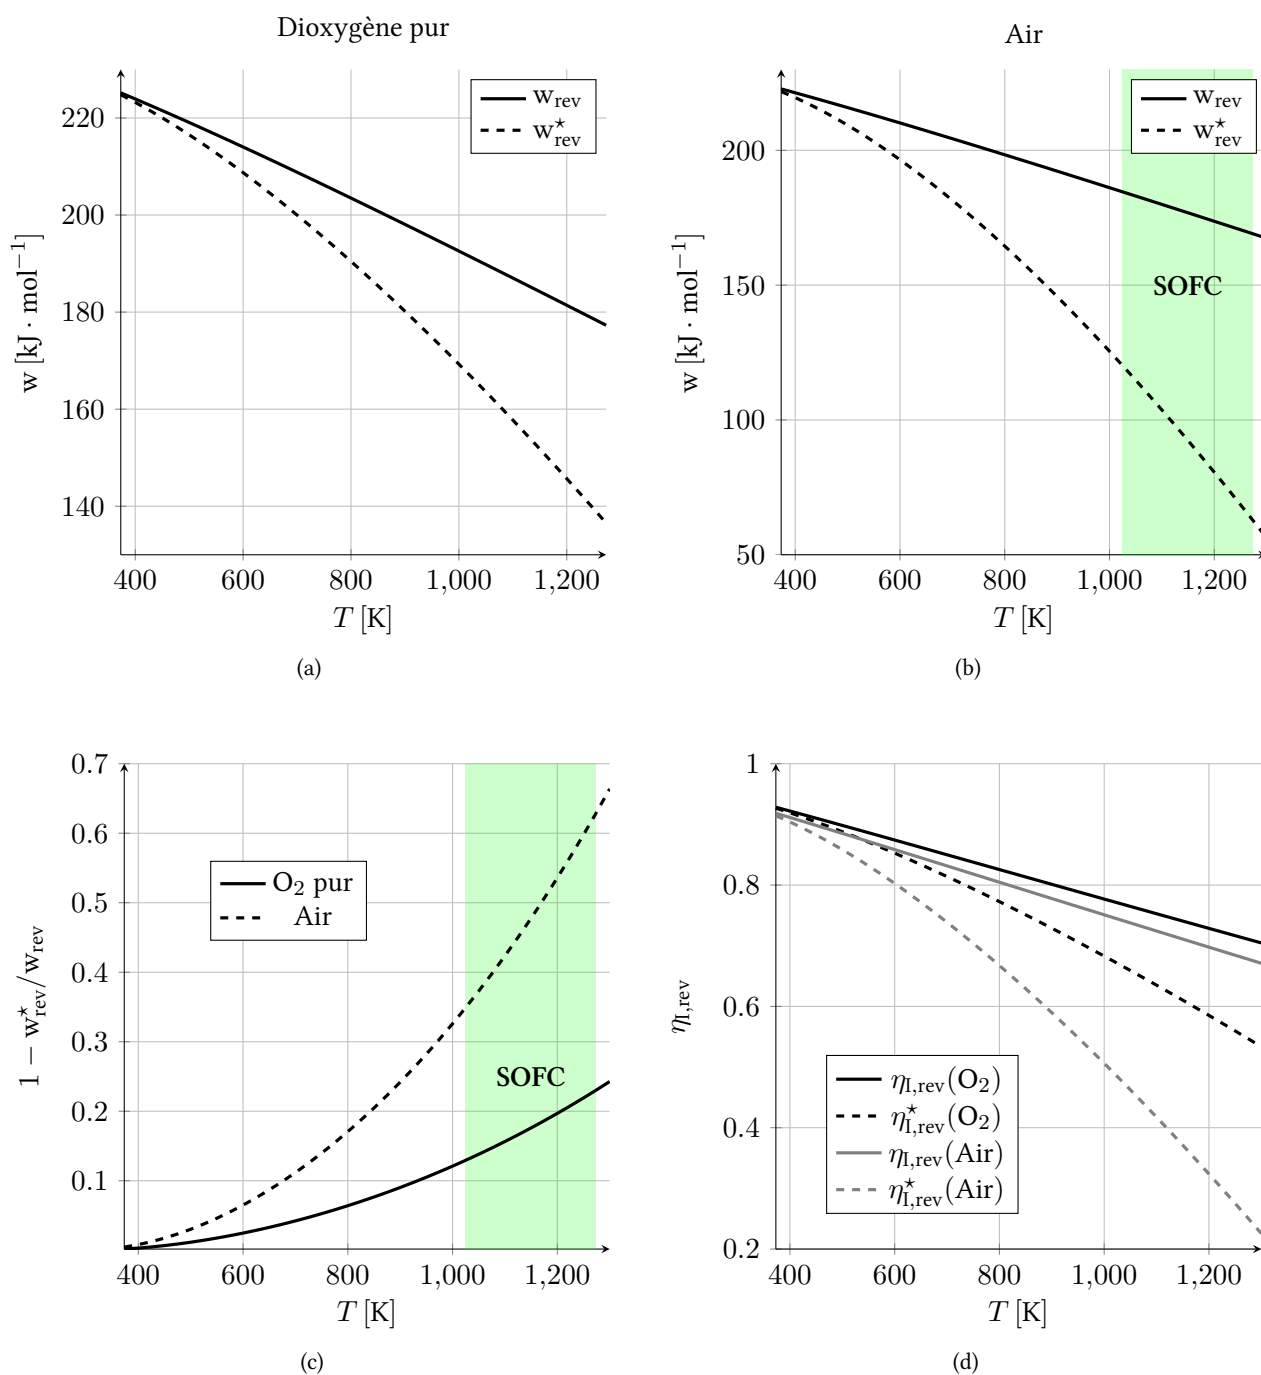 Dioxygène pur
w_rev
w^⋆_rev
220
200
180
160
140
w [kJ · mol⁻¹]
400 600 800 1,000 1,200
T [K]
(a)
Air
w_rev
w^⋆_rev
200
150
100
50
w [kJ · mol⁻¹]
SOFC
400 600 800 1,000 1,200
T [K]
(b)
0.7
0.6
0.5
0.4
0.3
0.2
0.1
1 − w^⋆_rev/w_rev
O₂ pur
Air
SOFC
400 600 800 1,000 1,200
T [K]
(c)
1
0.8
0.6
0.4
0.2
η_I,rev
η_I,rev(O₂)
η^⋆_I,rev(O₂)
η_I,rev(Air)
η^⋆_I,rev(Air)
400 600 800 1,000 1,200
T [K]
(d)